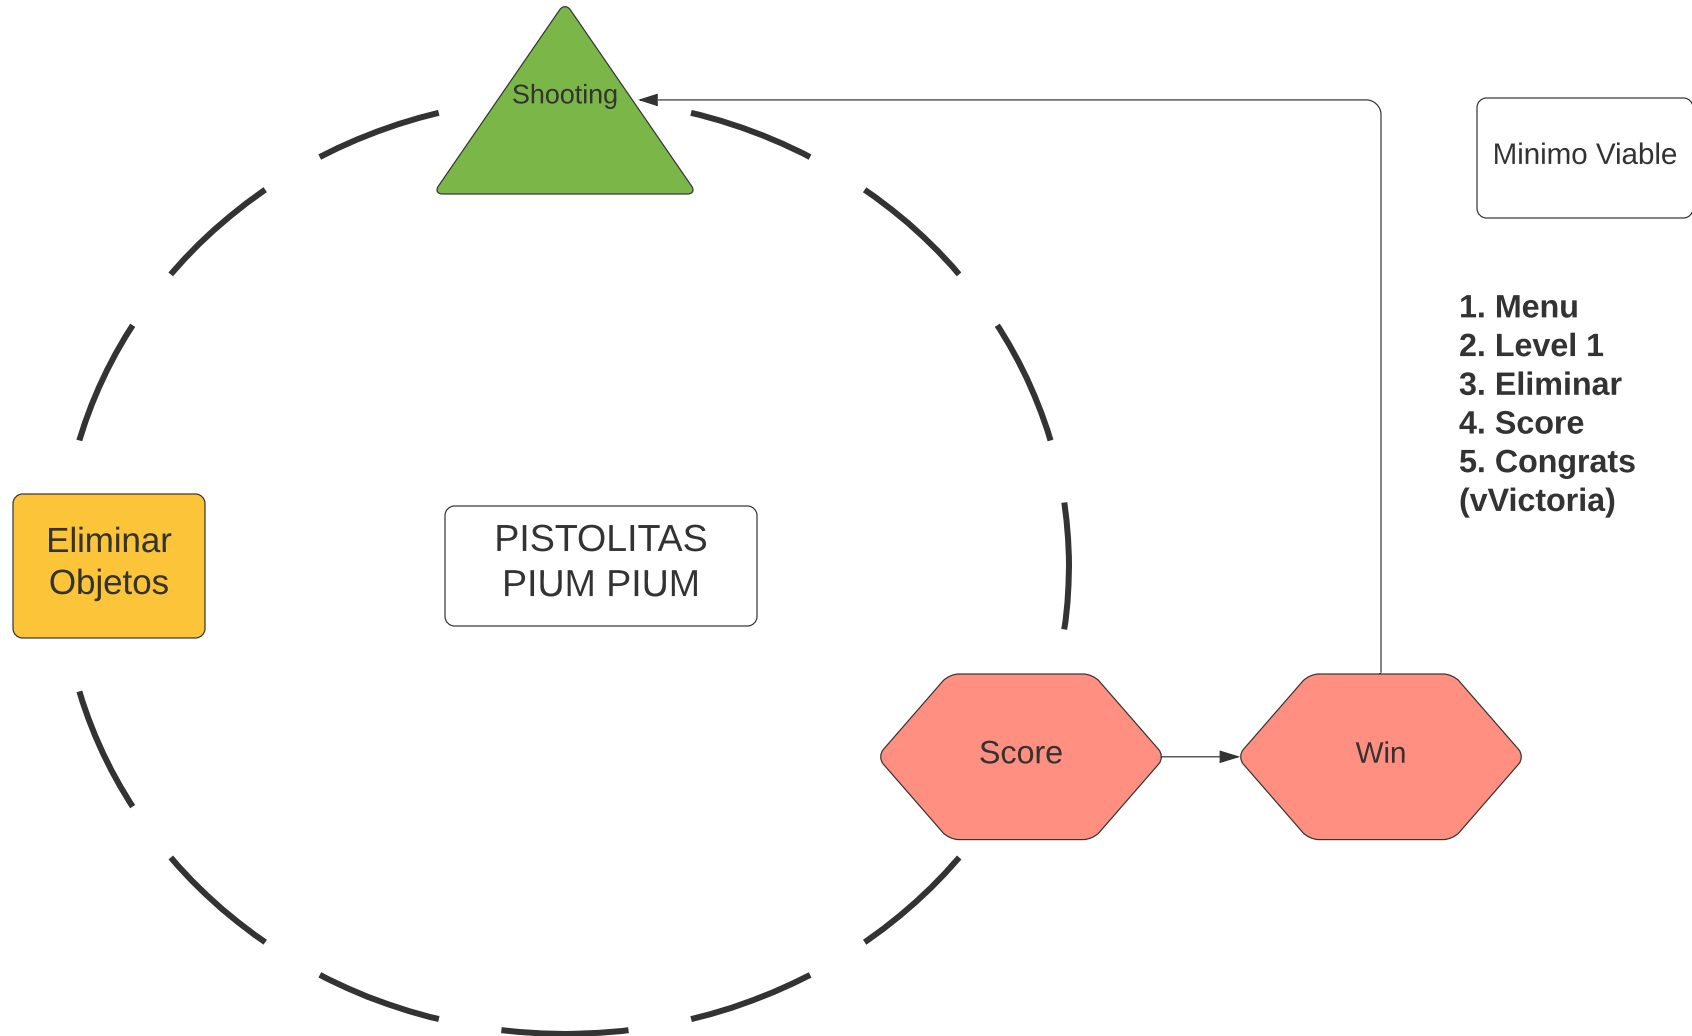 Shooting
Minimo Viable
1. Menu
2. Level 1
3. Eliminar
4. Score
5. Congrats
(vVictoria)
Eliminar
Objetos
PISTOLITAS
PIUM PIUM
Score
Win